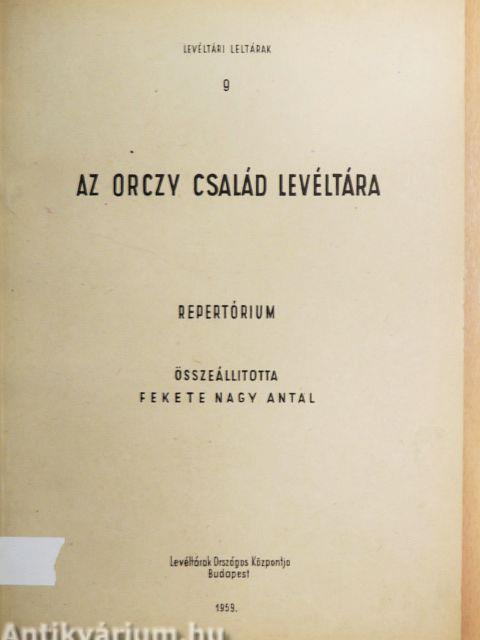 LEVÉLTÁRI LELTÁRAK
9
AZ ORCZY CSALÁD LEVÉLTÁRA
REPERTÓRIUM
ÖSSZEÁLLITOTTA
FEKETE NAGY ANTAL
Levéltárak Országos Központja
Budapest
1959.
Antikvárium.hu